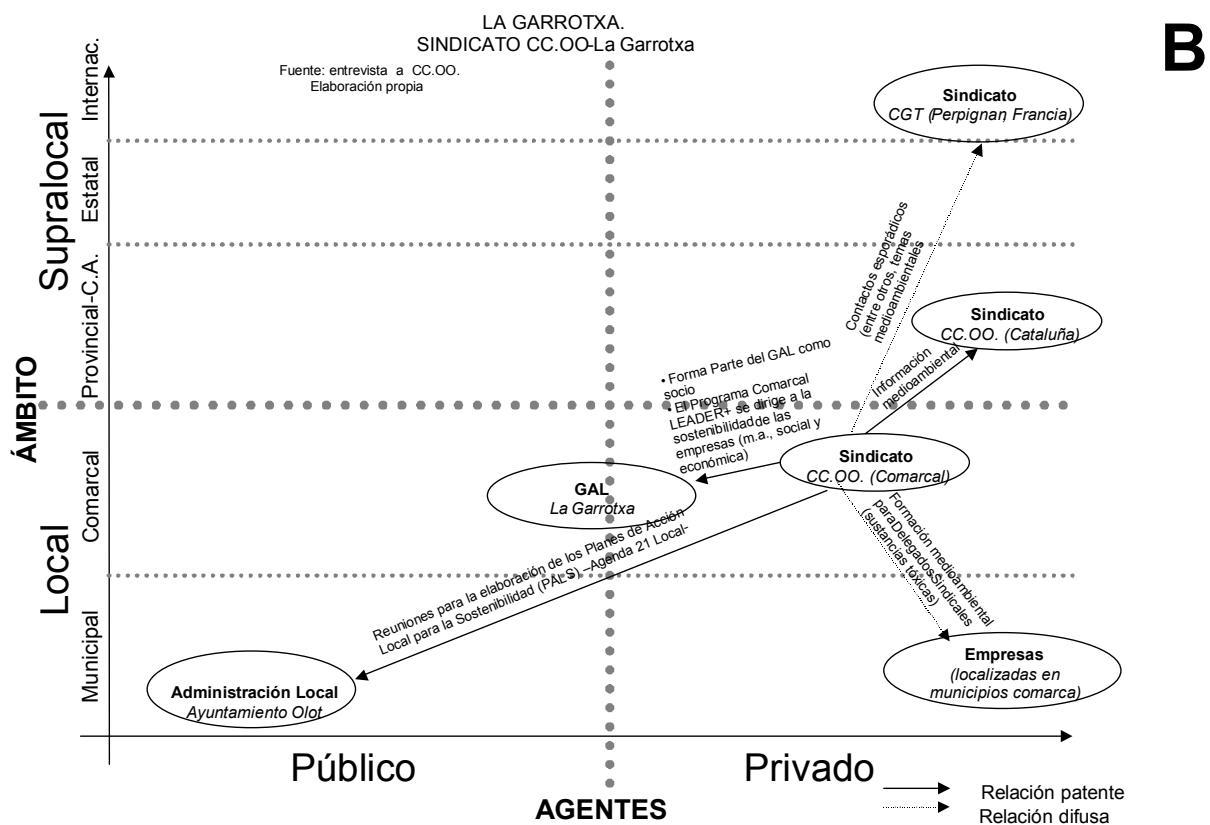 LA GARROTXA.
SINDICATO CC.OO-La Garrotxa
B
Fuente: entrevista a CC.OO.
Elaboración propia
ÁMBITO
Supralocal
Local
Internac.
Estatal
Provincial-C.A.
Comarcal
Municipal
Sindicato
CGT (Perpignan, Francia)
Contactos esporádicos
(entre otros, temas
medioambientales
Sindicato
CC.OO. (Cataluña)
Información
medioambiental
• Forma Parte del GAL como
socio
• El Programa Comarcal
LEADER+ se dirige a la
sostenibilidad de las
empresas (m.a., social y
económica)
Sindicato
CC.OO. (Comarcal)
GAL
La Garrotxa
Formación medioambiental
para Delegados Sindicales
(sustancias tóxicas)
Reuniones para la elaboración de los Planes de Acción
Local para la Sostenibilidad (PALS) –Agenda 21 Local-
Empresas
(localizadas en
municipios comarca)
Administración Local
Ayuntamiento Olot
Público
Privado
AGENTES
Relación patente
Relación difusa